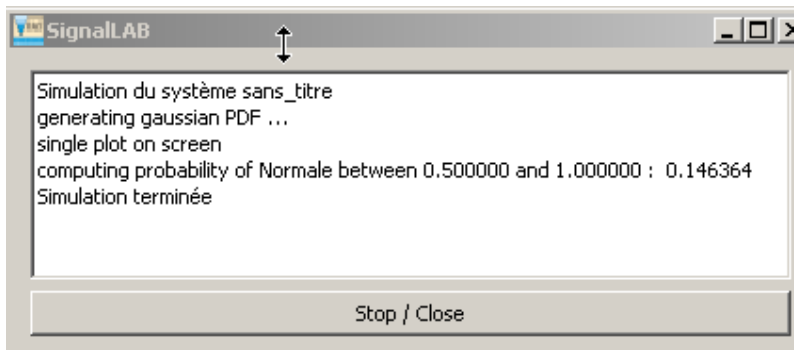 SignalLAB
Simulation du système sans_titre
generating gaussian PDF ...
single plot on screen
computing probability of Normale between 0.500000 and 1.000000 : 0.146364
Simulation terminée
Stop / Close